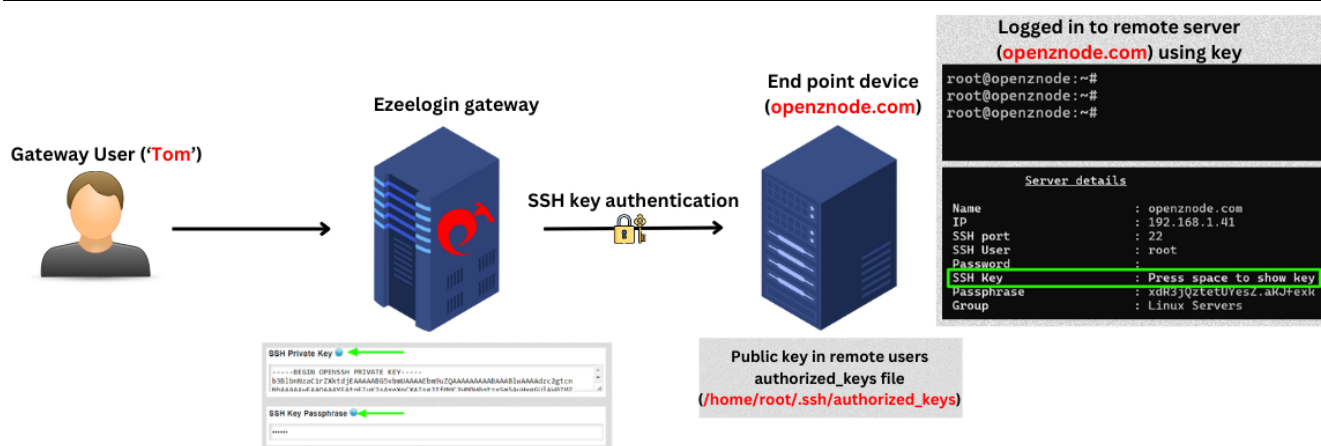 Gateway User (‘Tom’)
Ezeelogin gateway
SSH key authentication
End point device
(openznode.com)
Logged in to remote server
(openznode.com) using key
root@openznode:~#
root@openznode:~#
root@openznode:~#
Server details
Name : openznode.com
IP : 192.168.1.41
SSH port : 22
SSH User : root
Password :
SSH Key : Press space to show key
Passphrase
Group : Linux Servers
SSH Private Key
-----BEGIN OPENSSH PRIVATE KEY-----
SSH Key Passphrase
Public key in remote users
authorized_keys file
(/home/root/.ssh/authorized_keys)